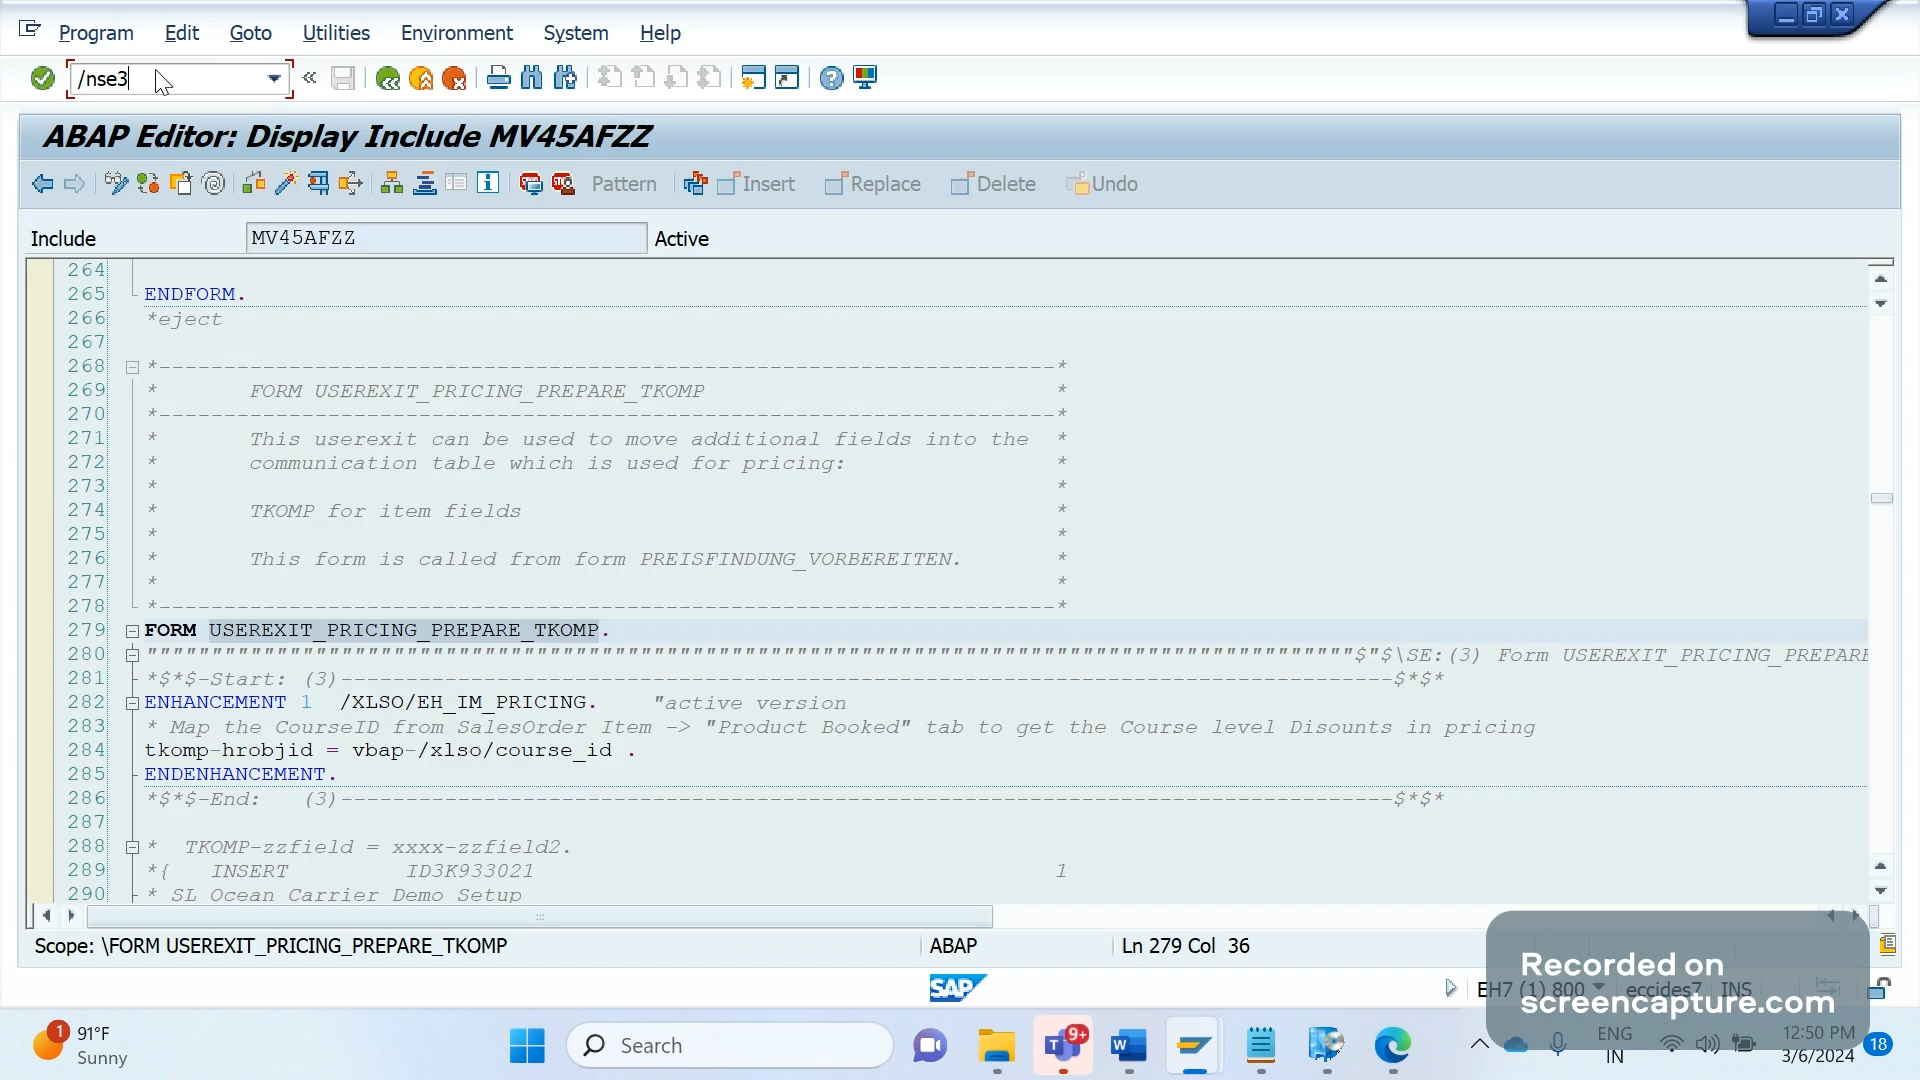 Program Edit Goto Utilities Environment System Help
/nse3
ABAP Editor: Display Include MV45AFZZ
Pattern Insert Replace Delete Undo
Include MV45AFZZ Active
264
265 ENDFORM.
266 *eject
267
268 *---------------------------------------------------------------------*
269 *       FORM USEREXIT_PRICING_PREPARE_TKOMP                           *
270 *---------------------------------------------------------------------*
271 *       This userexit can be used to move additional fields into the  *
272 *       communication table which is used for pricing:                *
273 *                                                                     *
274 *       TKOMP for item fields                                         *
275 *                                                                     *
276 *       This form is called from form PREISFINDUNG_VORBEREITEN.       *
277 *                                                                     *
278 *---------------------------------------------------------------------*
279 FORM USEREXIT_PRICING_PREPARE_TKOMP.
280 """""""""""""""""""""""""""""""""""""""""""""""""""""""""""""""""""""""""""""""""""""""""""""$"$\SE:(3) Form USEREXIT_PRICING_PREPARE
281 *$*$-Start: (3)---------------------------------------------------------------------------------$*$*
282 ENHANCEMENT 1  /XLSO/EH_IM_PRICING.    "active version
283 * Map the CourseID from SalesOrder Item -> "Product Booked" tab to get the Course level Disounts in pricing
284 tkomp-hrobjid = vbap-/xlso/course_id .
285 ENDENHANCEMENT.
286 *$*$-End:   (3)---------------------------------------------------------------------------------$*$*
287
288 *  TKOMP-zzfield = xxxx-zzfield2.
289 *{   INSERT         ID3K933021                                        1
290 * SL Ocean Carrier Demo Setup
Scope: \FORM USEREXIT_PRICING_PREPARE_TKOMP ABAP Ln 279 Col 36
SAP EH7 (1) 800 eccides7 INS
Recorded on
screencapture.com
1 91°F
Sunny
Search
9+
ENG
IN
12:50 PM
3/6/2024
18